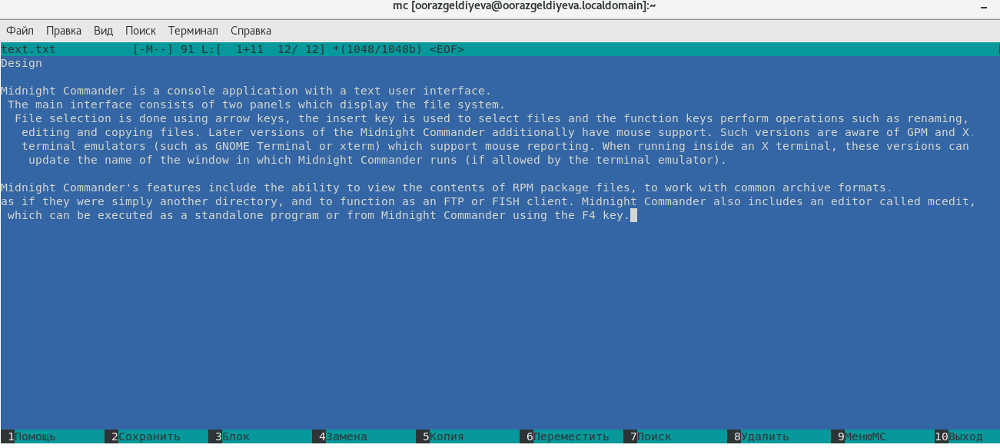 mc [oorazgeldiyeva@oorazgeldiyeva.localdomain]:~
Файл Правка Вид Поиск Терминал Справка
text.txt [-M--] 91 L:[ 1+11 12/ 12] *(1048/1048b) <EOF>
Design
Midnight Commander is a console application with a text user interface.
The main interface consists of two panels which display the file system.
File selection is done using arrow keys, the insert key is used to select files and the function keys perform operations such as renaming,
editing and copying files. Later versions of the Midnight Commander additionally have mouse support. Such versions are aware of GPM and X.
terminal emulators (such as GNOME Terminal or xterm) which support mouse reporting. When running inside an X terminal, these versions can
update the name of the window in which Midnight Commander runs (if allowed by the terminal emulator).
Midnight Commander's features include the ability to view the contents of RPM package files, to work with common archive formats.
as if they were simply another directory, and to function as an FTP or FISH client. Midnight Commander also includes an editor called mcedit,
which can be executed as a standalone program or from Midnight Commander using the F4 key.
1Помощь 2Сохранить 3Блок 4Замена 5Копия 6Переместить 7Поиск 8Удалить 9МенюMC 10Выход